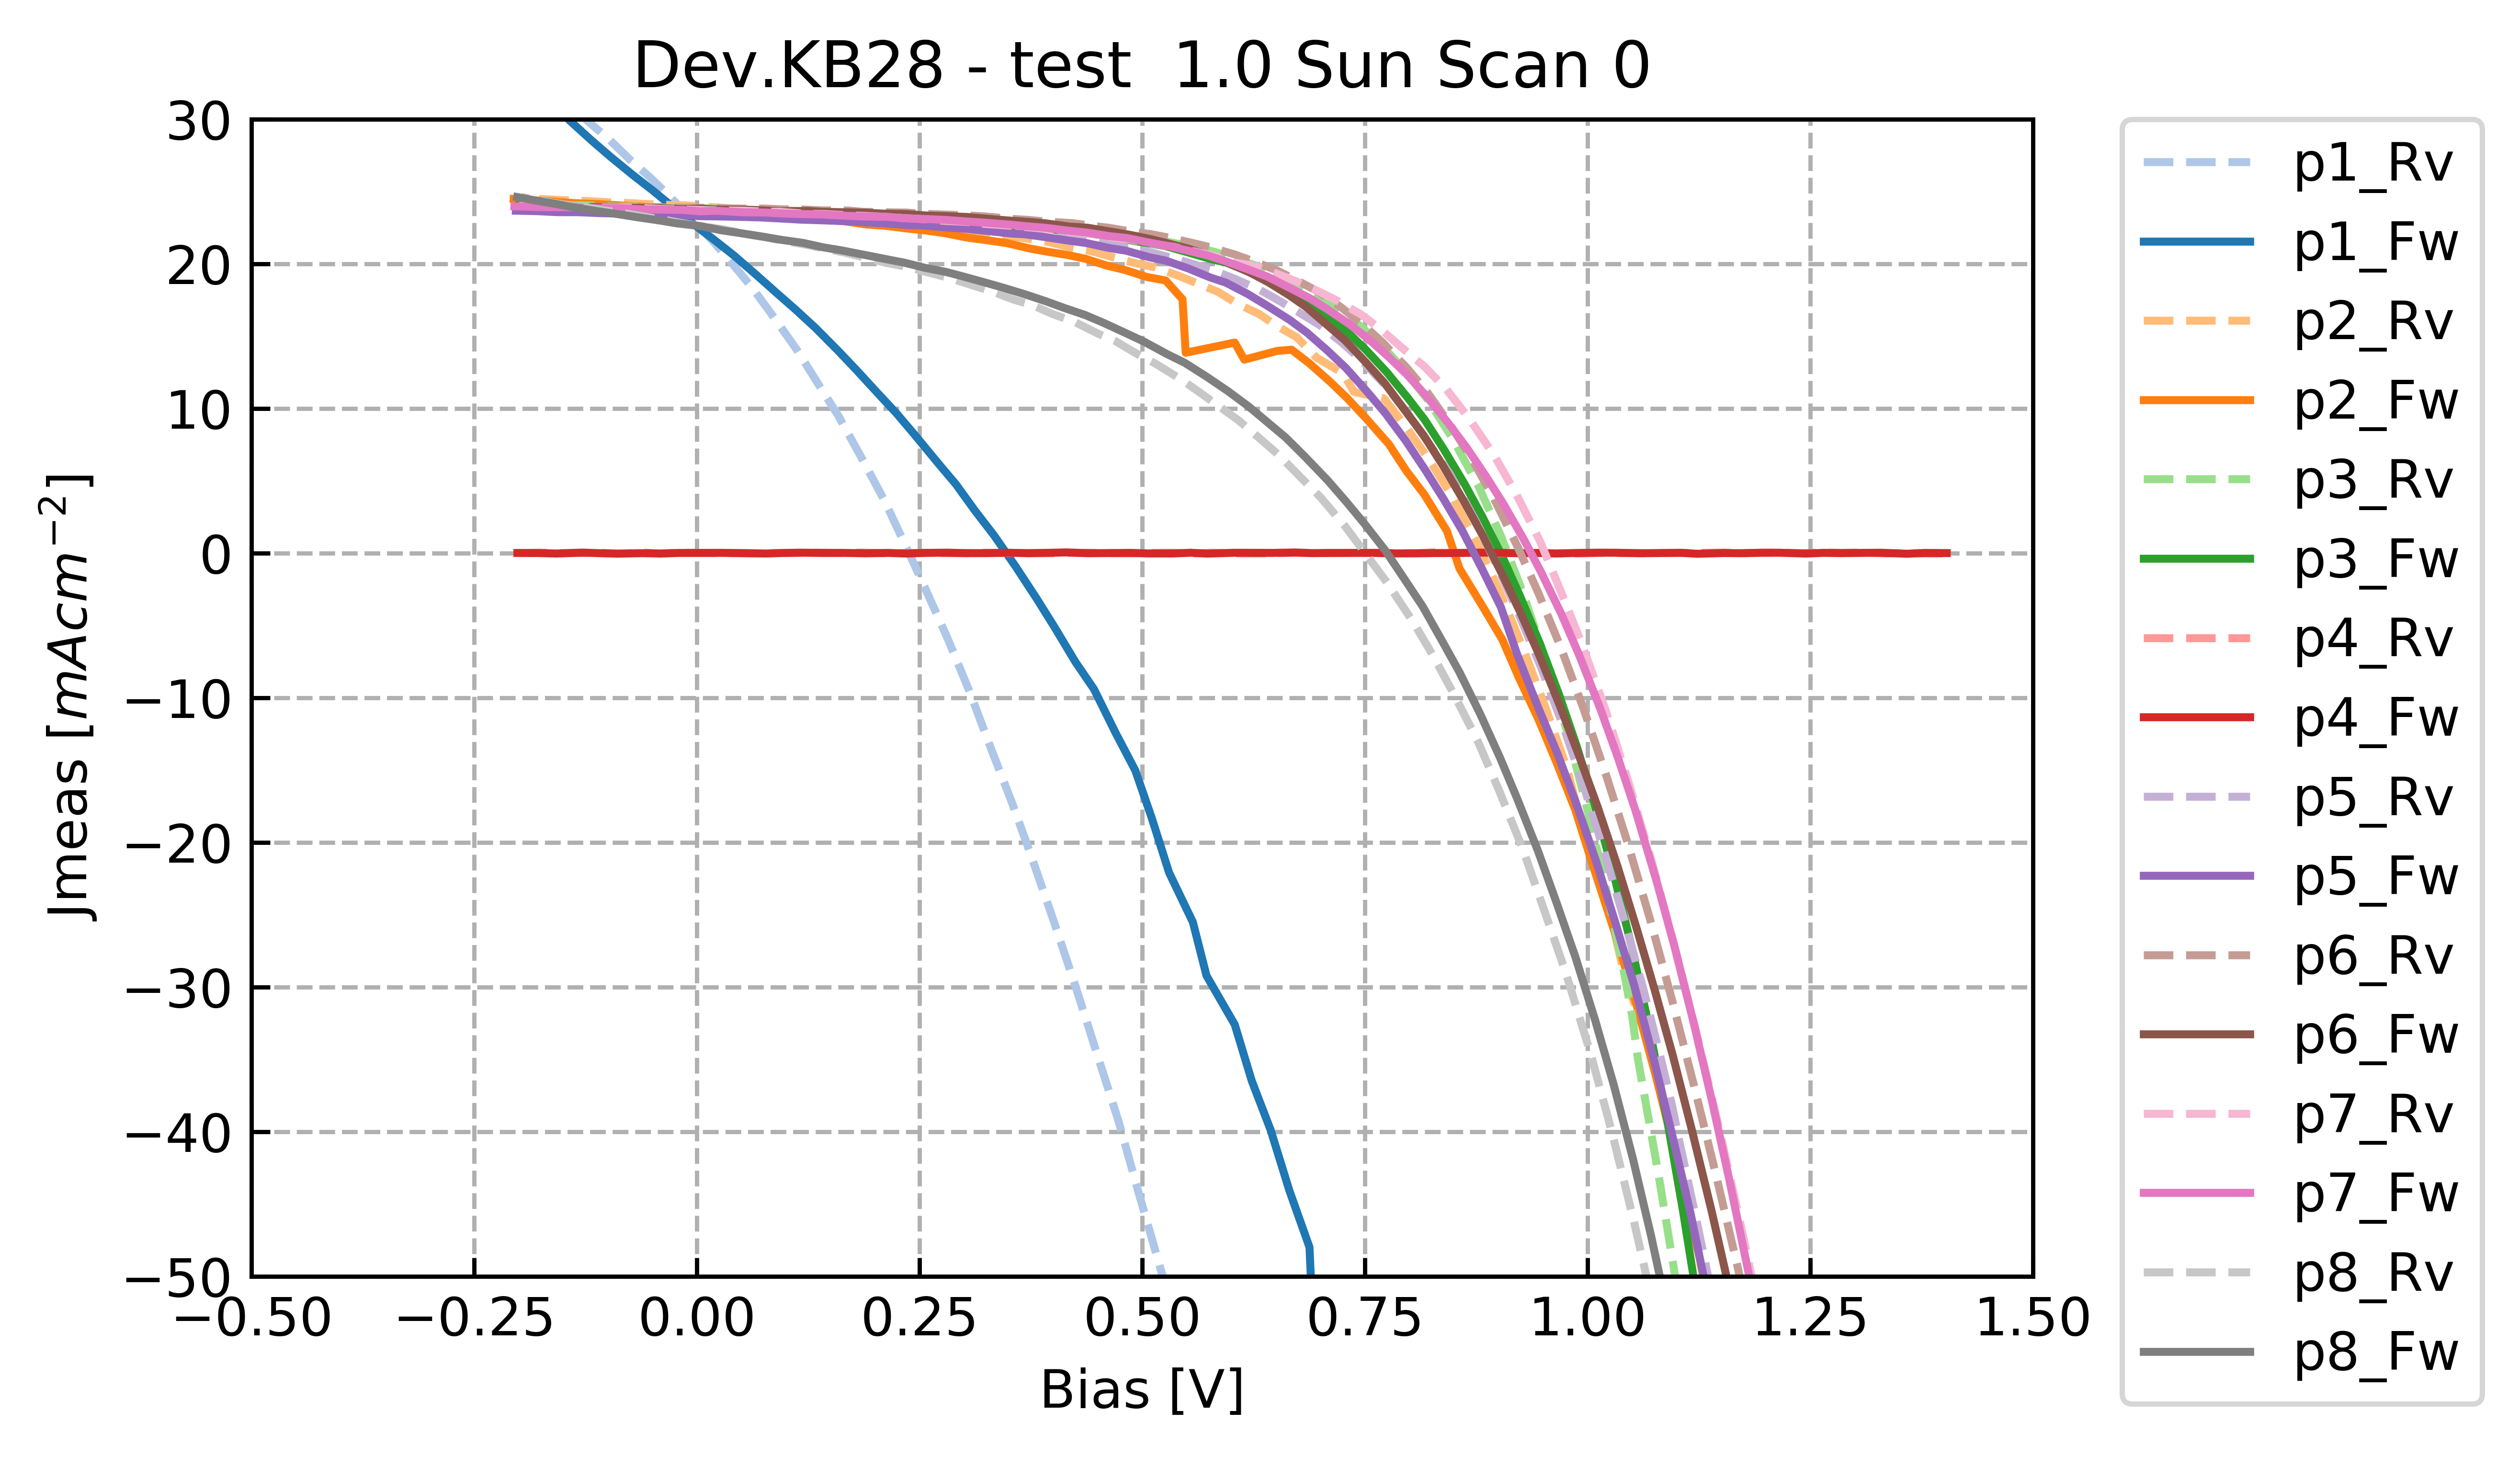 Dev.KB28 - test  1.0 Sun Scan 0
30
20
10
0
−10
−20
−30
−40
−50
Jmeas [mAcm⁻²]
−0.50 −0.25 0.00 0.25 0.50 0.75 1.00 1.25 1.50
Bias [V]
p1_Rv
p1_Fw
p2_Rv
p2_Fw
p3_Rv
p3_Fw
p4_Rv
p4_Fw
p5_Rv
p5_Fw
p6_Rv
p6_Fw
p7_Rv
p7_Fw
p8_Rv
p8_Fw